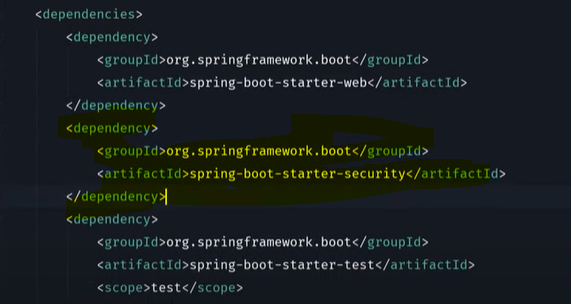 <dependencies>
<dependency>
<groupId>org.springframework.boot</groupId>
<artifactId>spring-boot-starter-web</artifactId>
</dependency>
<dependency>
<groupId>org.springframework.boot</groupId>
<artifactId>spring-boot-starter-security</artifactId>
</dependency>
<dependency>
<groupId>org.springframework.boot</groupId>
<artifactId>spring-boot-starter-test</artifactId>
<scope>test</scope>